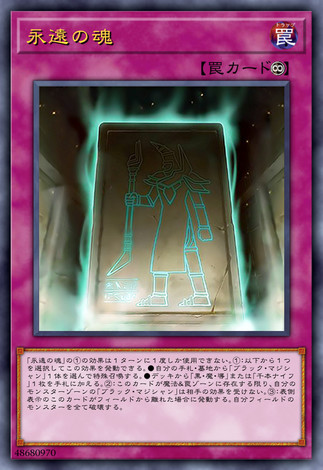 永遠の魂
トラップ
罠
【罠カード】
「永遠の魂」の①の効果は１ターンに１度しか使用できない。①：以下から１つ
を選択してこの効果を発動できる。●自分の手札・墓地から「ブラック・マジシ
ャン」１体を選んで特殊召喚する。●デッキから「黒・魔・導」または「千本ナイフ」
１枚を手札に加える。②：このカードが魔法&罠ゾーンに存在する限り、自分の
モンスターゾーンの「ブラック・マジシャン」は相手の効果を受けない。③：表側
表示のこのカードがフィールドから離れた場合に発動する。自分フィールドの
モンスターを全て破壊する。
48680970